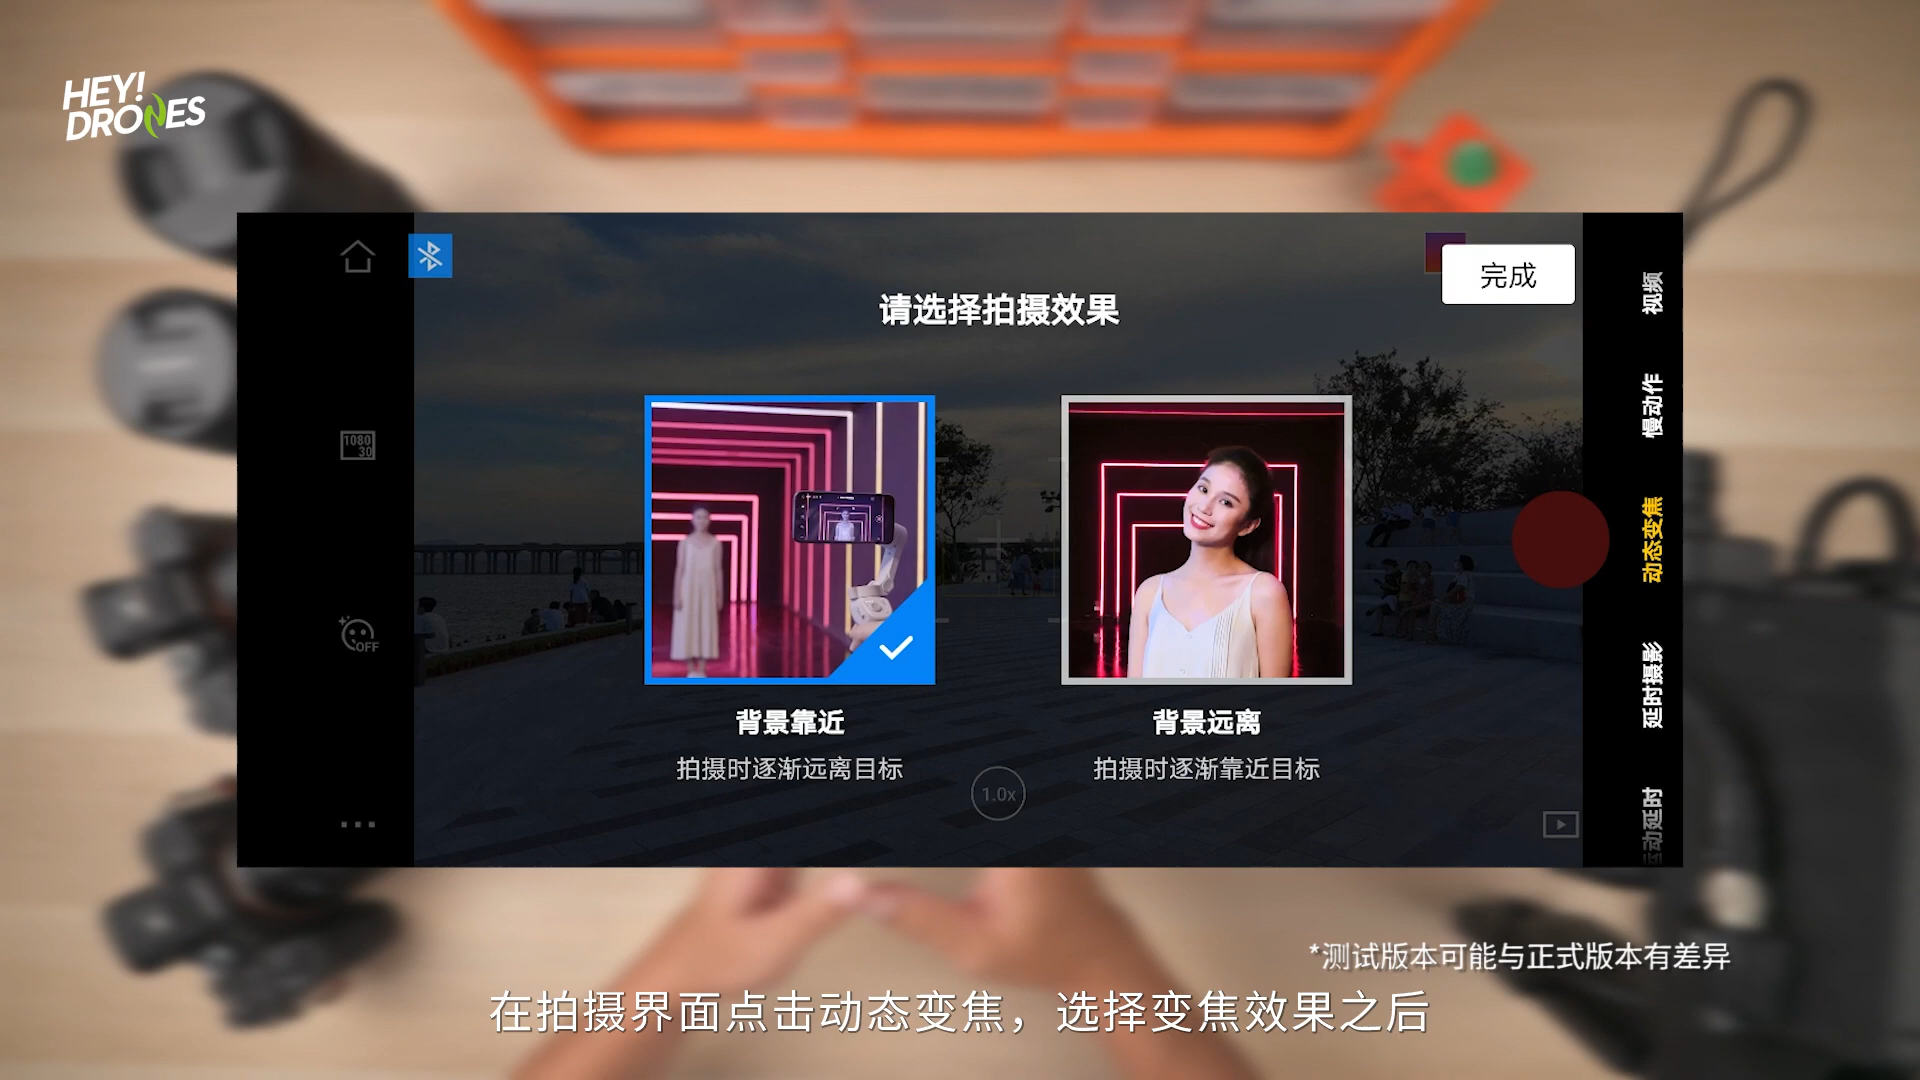 HEY!
DRONES
完成
请选择拍摄效果
1080
30
OFF
背景靠近
拍摄时逐渐远离目标
背景远离
拍摄时逐渐靠近目标
1.0x
视频
慢动作
动态变焦
延时摄影
运动延时
*测试版本可能与正式版本有差异
在拍摄界面点击动态变焦，选择变焦效果之后